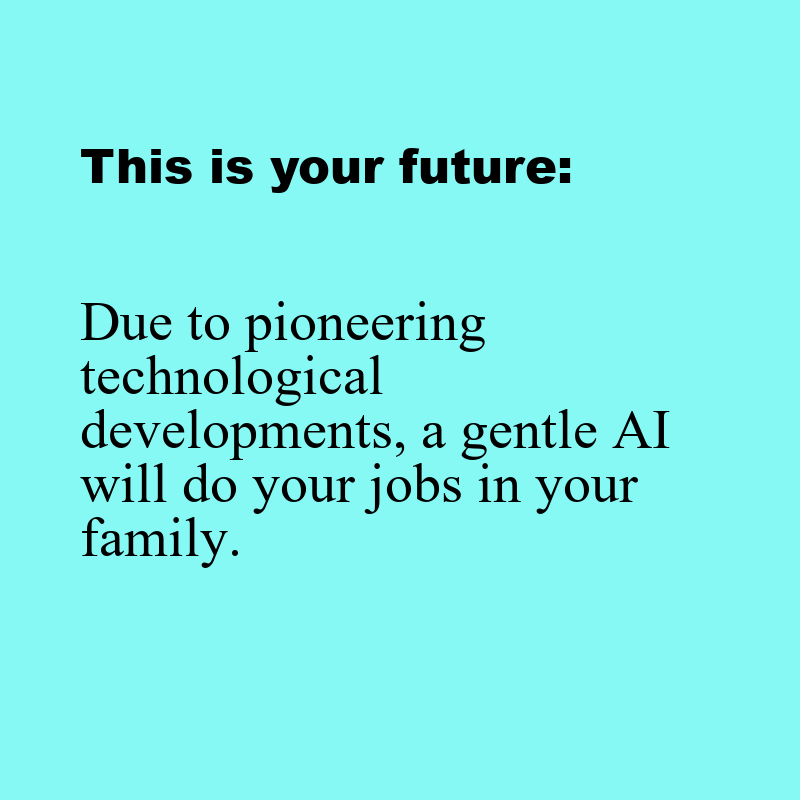 This is your future:
Due to pioneering
technological
developments, a gentle AI
will do your jobs in your
family.